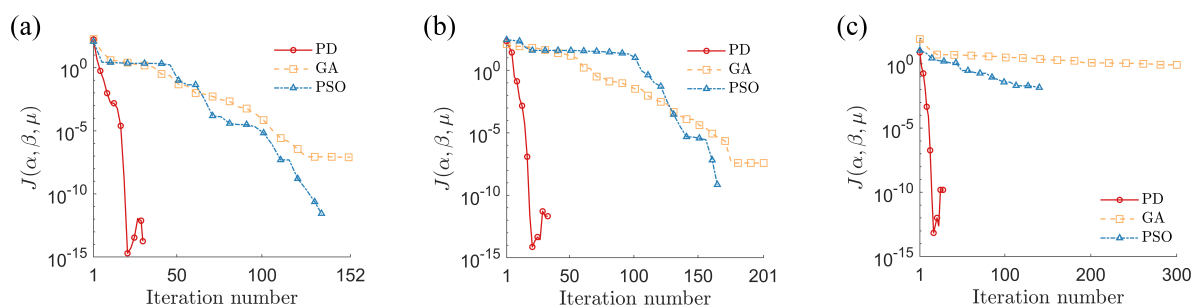 (a)
J(α, β, μ)
10^0
10^-5
10^-10
10^-15
1
50
100
152
Iteration number
PD
GA
PSO
(b)
J(α, β, μ)
10^0
10^-5
10^-10
10^-15
1
50
100
150
201
Iteration number
PD
GA
PSO
(c)
J(α, β, μ)
10^0
10^-5
10^-10
10^-15
1
100
200
300
Iteration number
PD
GA
PSO